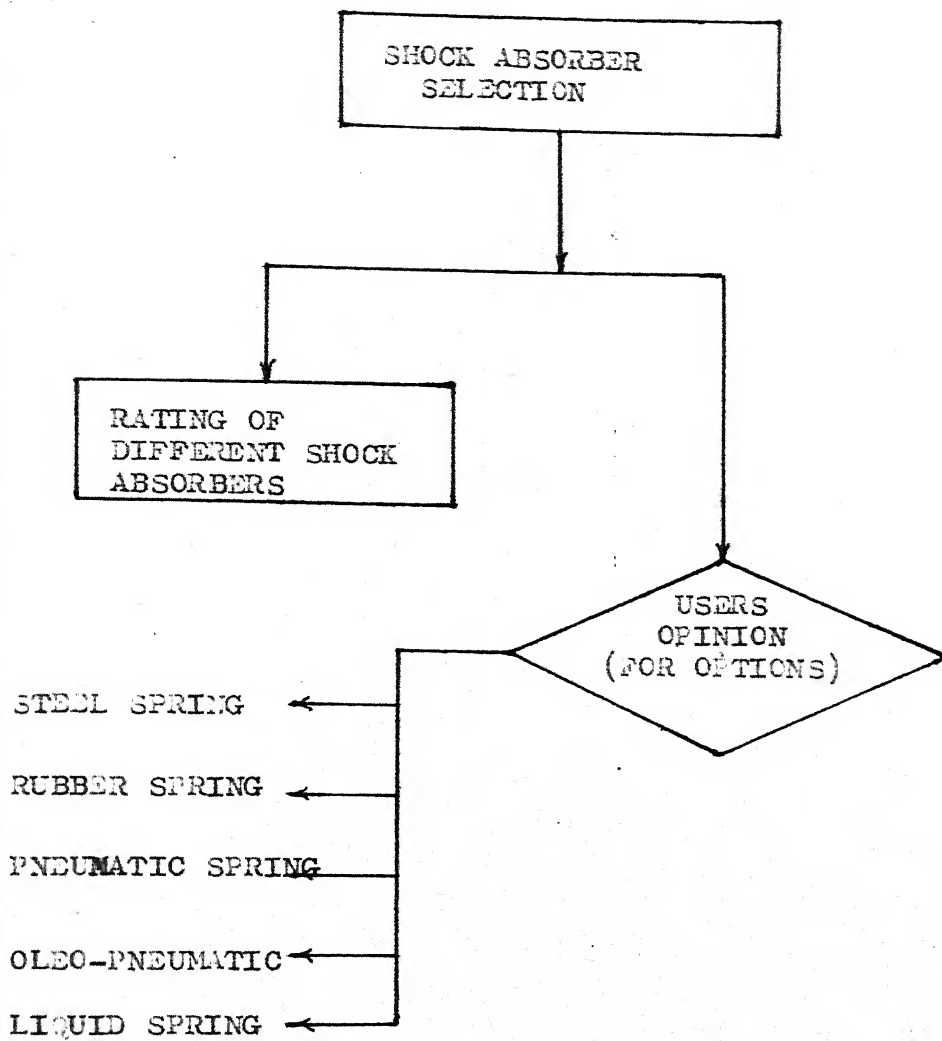 SHOCK ABSORBER
SELECTION
RATING OF
DIFFERENT SHOCK
ABSORBERS
USERS
OPINION
(FOR OPTIONS)
STEEL SPRING
RUBBER SPRING
PNEUMATIC SPRING
OLEO-PNEUMATIC
LIQUID SPRING